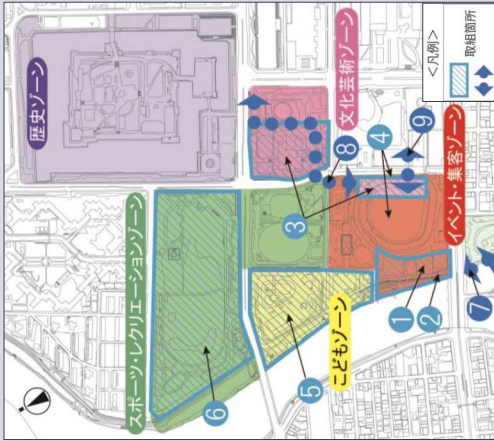 歴史ゾーン
文化芸術ゾーン
スポーツ・レクリエーションゾーン
こどもゾーン
イベント・集客ゾーン
1
2
3
4
5
6
7
8
9
<凡例>
取組箇所